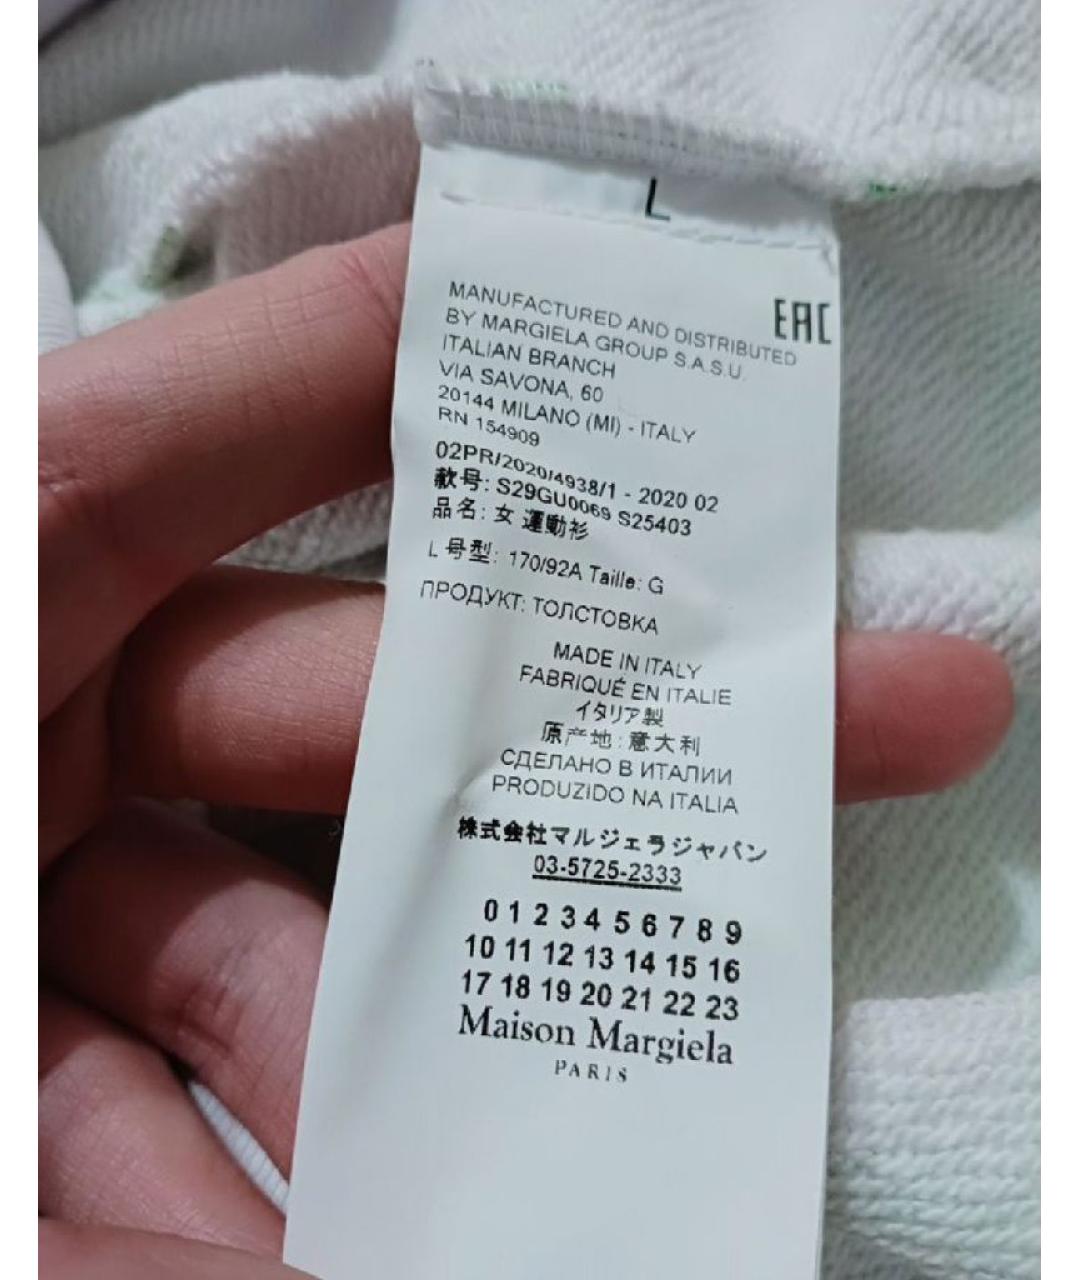 L
EAC
MANUFACTURED AND DISTRIBUTED
BY MARGIELA GROUP S.A.S.U.
ITALIAN BRANCH
VIA SAVONA, 60
20144 MILANO (MI) - ITALY
RN 154909
02PR/2020/4938/1 - 2020 02
款号: S29GU0069 S25403
品名: 女 運動衫
L 号型: 170/92A Taille: G
ПРОДУКТ: ТОЛСТОВКА
MADE IN ITALY
FABRIQUÉ EN ITALIE
イタリア製
原产地:意大利
СДЕЛАНО В ИТАЛИИ
PRODUZIDO NA ITALIA
株式会社マルジェラジャパン
03-5725-2333
0 1 2 3 4 5 6 7 8 9
10 11 12 13 14 15 16
17 18 19 20 21 22 23
Maison Margiela
PARIS